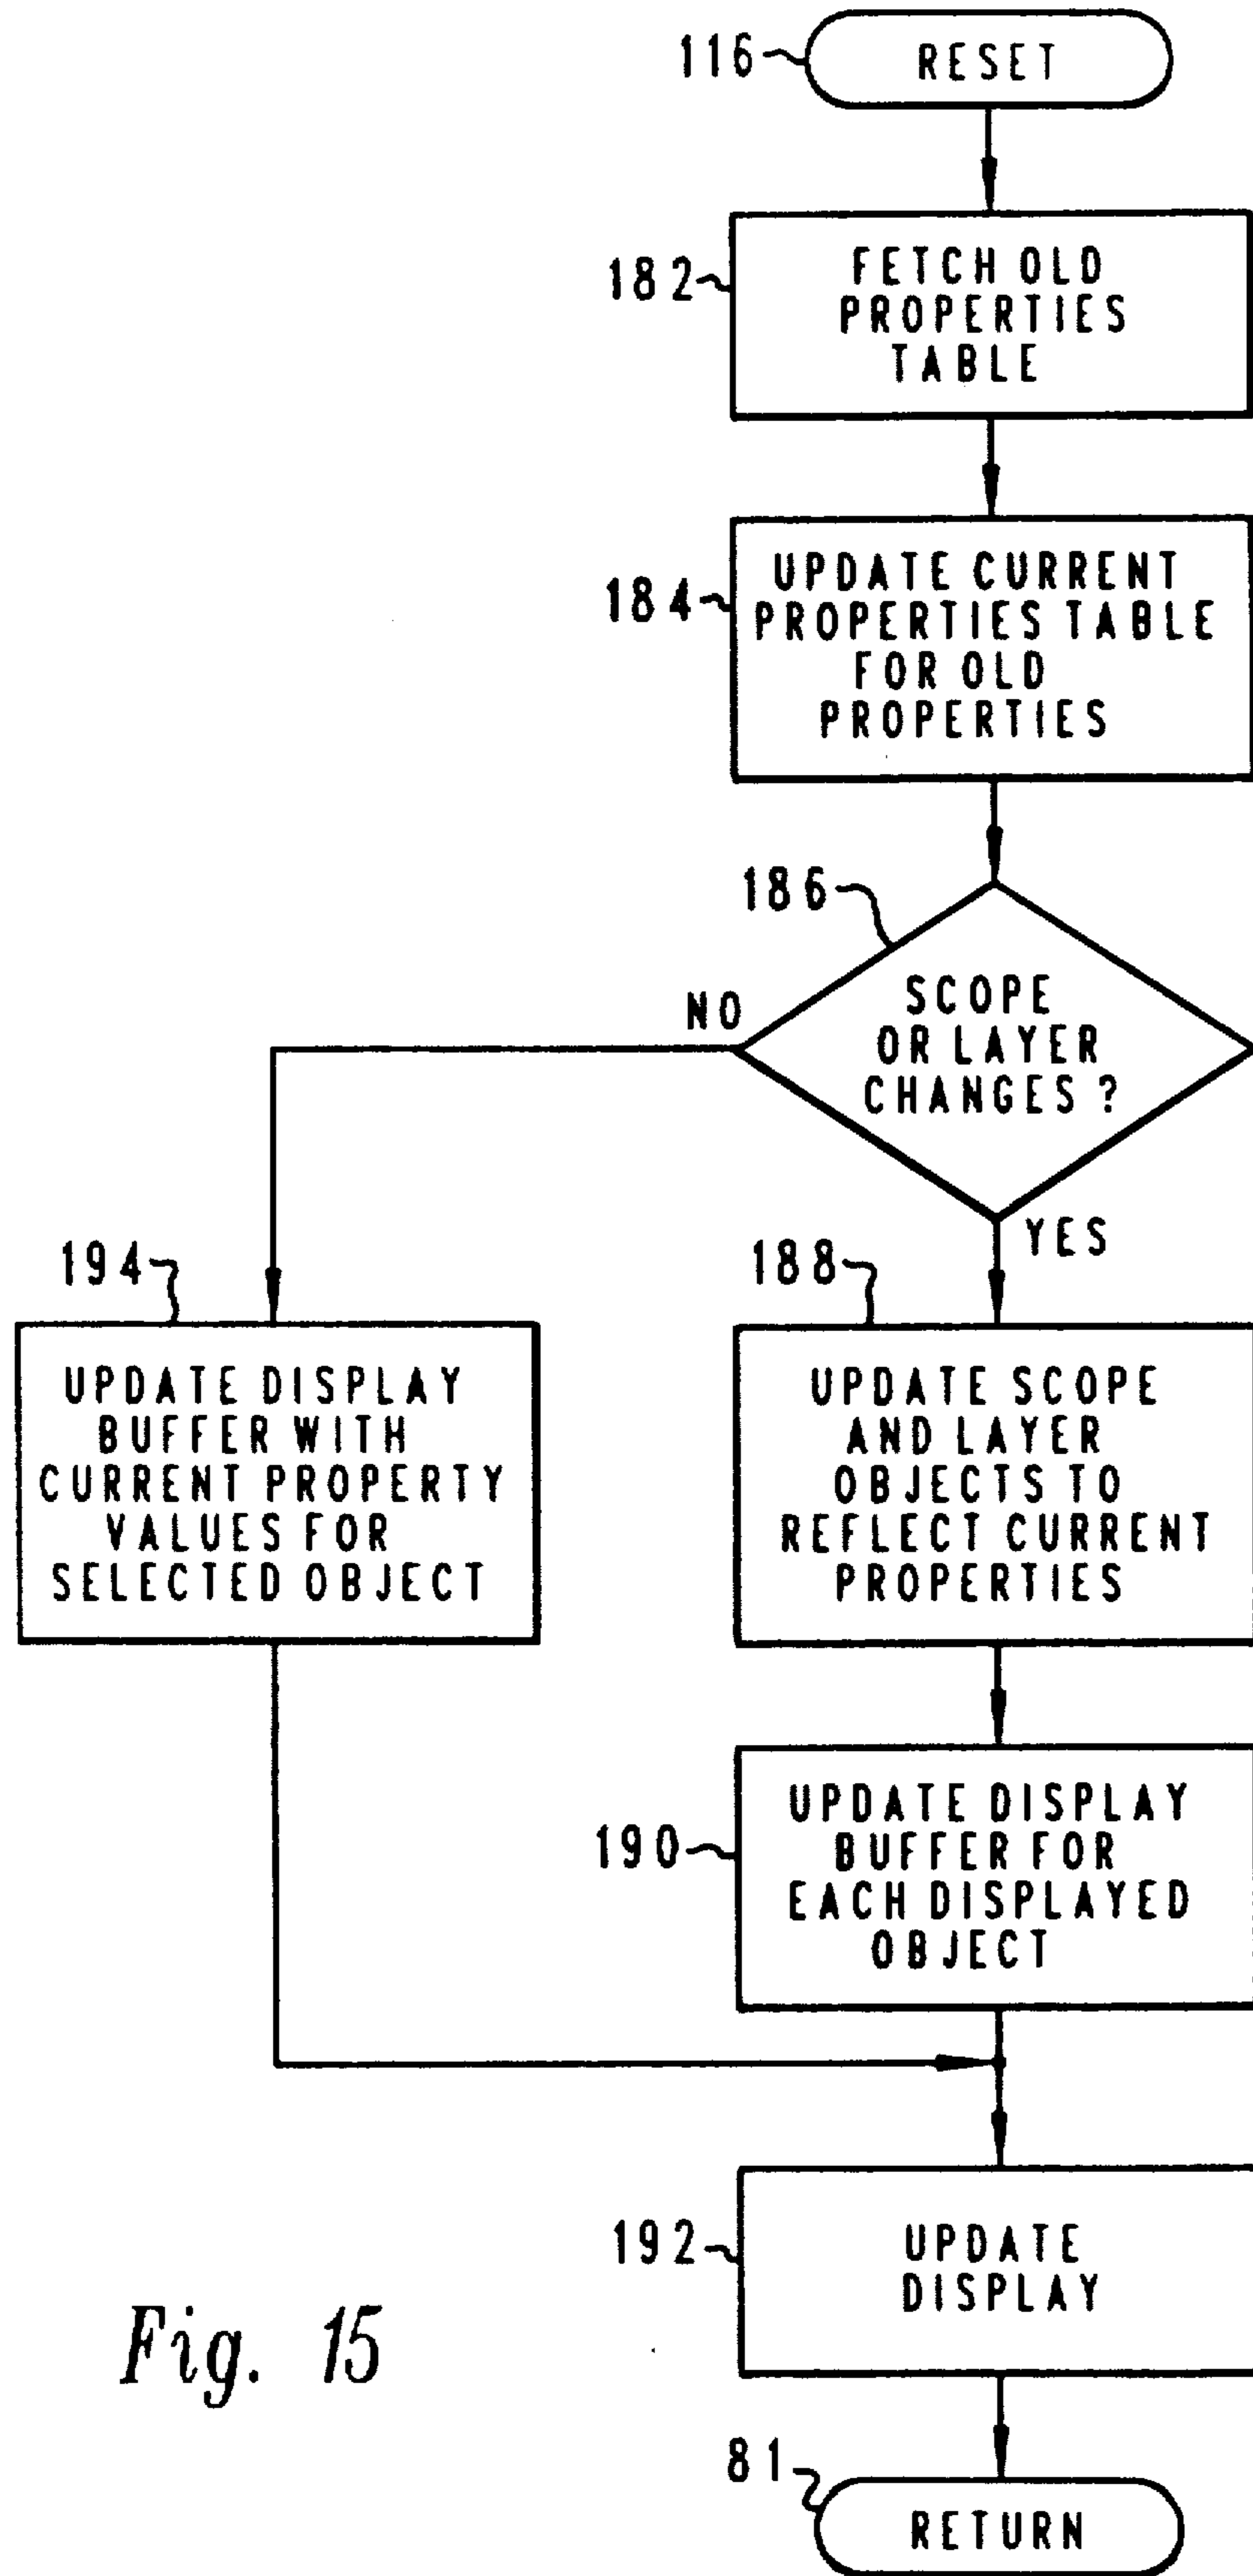 116
RESET
182
FETCH OLD
PROPERTIES
TABLE
184
UPDATE CURRENT
PROPERTIES TABLE
FOR OLD
PROPERTIES
186
SCOPE
OR LAYER
CHANGES ?
NO
YES
194
UPDATE DISPLAY
BUFFER WITH
CURRENT PROPERTY
VALUES FOR
SELECTED OBJECT
188
UPDATE SCOPE
AND LAYER
OBJECTS TO
REFLECT CURRENT
PROPERTIES
190
UPDATE DISPLAY
BUFFER FOR
EACH DISPLAYED
OBJECT
192
UPDATE
DISPLAY
Fig. 15
81
RETURN